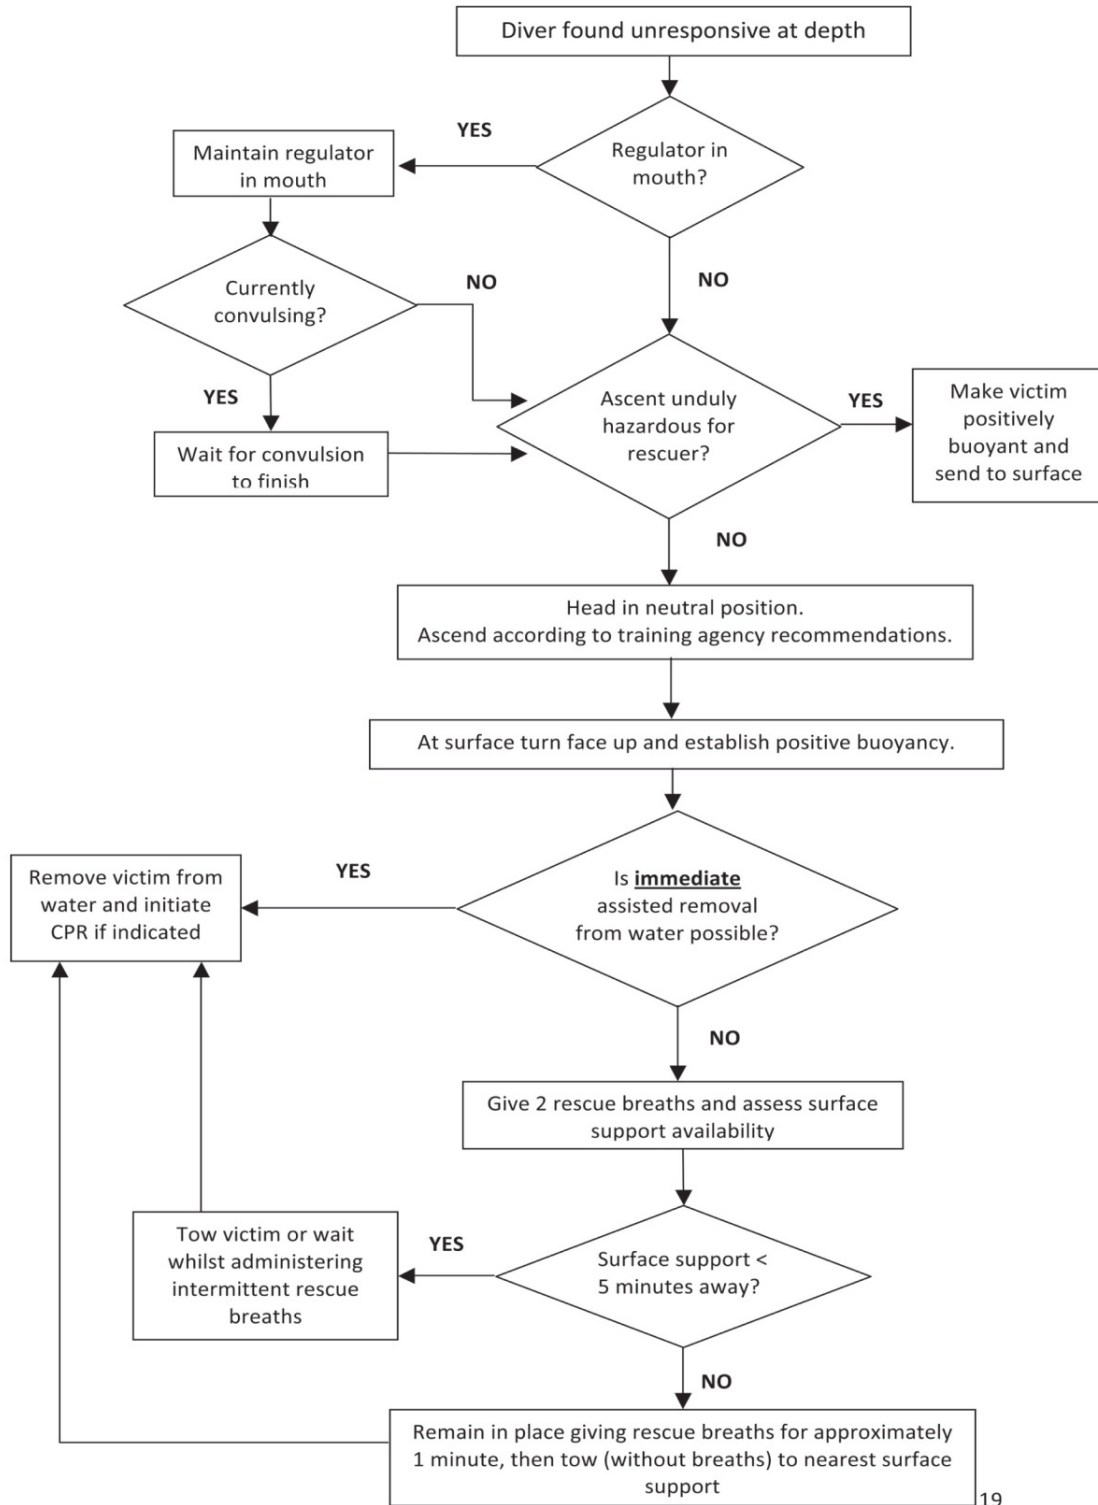 Diver found unresponsive at depth
YES
Regulator in
mouth?
Maintain regulator
in mouth
NO
Currently
convulsing?
NO
YES
Wait for convulsion
to finish
Ascent unduly
hazardous for
rescuer?
YES
Make victim
positively
buoyant and
send to surface
NO
Head in neutral position.
Ascend according to training agency recommendations.
At surface turn face up and establish positive buoyancy.
Is immediate
assisted removal
from water possible?
YES
Remove victim from
water and initiate
CPR if indicated
NO
Give 2 rescue breaths and assess surface
support availability
Surface support <
5 minutes away?
YES
Tow victim or wait
whilst administering
intermittent rescue
breaths
NO
Remain in place giving rescue breaths for approximately
1 minute, then tow (without breaths) to nearest surface
support
19